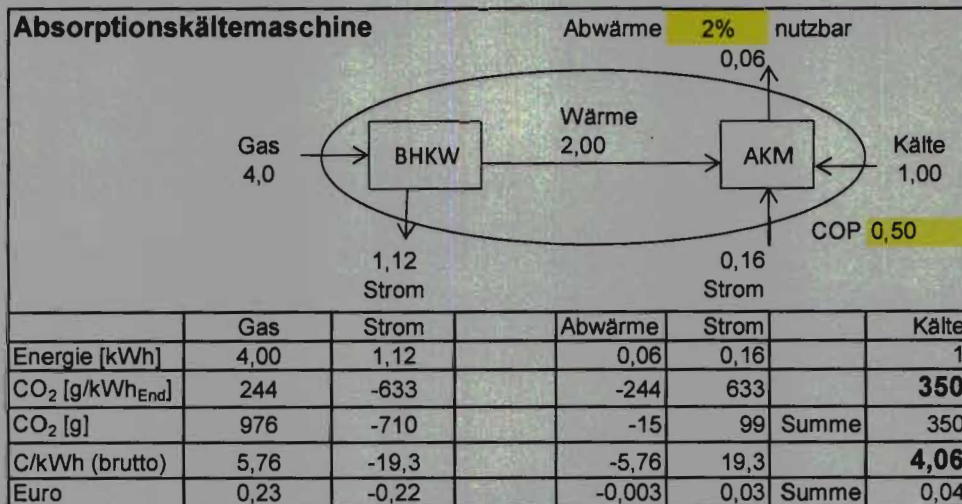 Absorptionskältemaschine
Abwärme 2% nutzbar
0,06
Gas
4,0
BHKW
Wärme
2,00
AKM
Kälte
1,00
COP 0,50
1,12
Strom
0,16
Strom
Gas Strom Abwärme Strom Kälte
Energie [kWh] 4,00 1,12 0,06 0,16 1
CO₂ [g/kWhEnd] 244 -633 -244 633 350
CO₂ [g] 976 -710 -15 99 Summe 350
C/kWh (brutto) 5,76 -19,3 -5,76 19,3 4,06
Euro 0,23 -0,22 -0,003 0,03 Summe 0,04